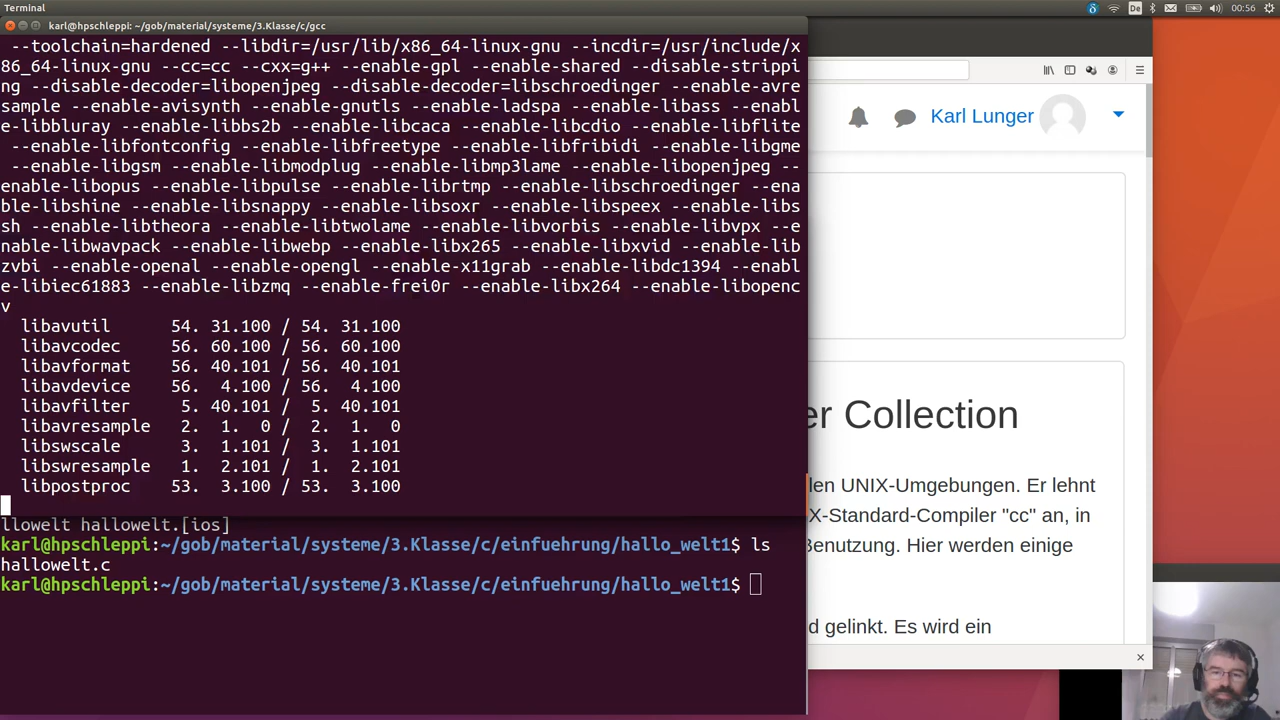 Terminal
De
00:56
karl@hpschleppi: ~/gob/material/systeme/3.Klasse/c/gcc
--toolchain=hardened --libdir=/usr/lib/x86_64-linux-gnu --incdir=/usr/include/x
86_64-linux-gnu --cc=cc --cxx=g++ --enable-gpl --enable-shared --disable-strippi
ng --disable-decoder=libopenjpeg --disable-decoder=libschroedinger --enable-avre
sample --enable-avisynth --enable-gnutls --enable-ladspa --enable-libass --enabl
e-libbluray --enable-libbs2b --enable-libcaca --enable-libcdio --enable-libflite
--enable-libfontconfig --enable-libfreetype --enable-libfribidi --enable-libgme
--enable-libgsm --enable-libmodplug --enable-libmp3lame --enable-libopenjpeg --
enable-libopus --enable-libpulse --enable-librtmp --enable-libschroedinger --ena
ble-libshine --enable-libsnappy --enable-libsoxr --enable-libspeex --enable-libs
sh --enable-libtheora --enable-libtwolame --enable-libvorbis --enable-libvpx --e
nable-libwavpack --enable-libwebp --enable-libx265 --enable-libxvid --enable-lib
zvbi --enable-openal --enable-opengl --enable-x11grab --enable-libdc1394 --enabl
e-libiec61883 --enable-libzmq --enable-frei0r --enable-libx264 --enable-libopenc
v
libavutil 54. 31.100 / 54. 31.100
libavcodec 56. 60.100 / 56. 60.100
libavformat 56. 40.101 / 56. 40.101
libavdevice 56. 4.100 / 56. 4.100
libavfilter 5. 40.101 / 5. 40.101
libavresample 2. 1. 0 / 2. 1. 0
libswscale 3. 1.101 / 3. 1.101
libswresample 1. 2.101 / 1. 2.101
libpostproc 53. 3.100 / 53. 3.100
llowelt hallowelt.[ios]
karl@hpschleppi:~/gob/material/systeme/3.Klasse/c/einfuehrung/hallo_welt1$ ls
hallowelt.c
karl@hpschleppi:~/gob/material/systeme/3.Klasse/c/einfuehrung/hallo_welt1$
Karl Lunger
er Collection
len UNIX-Umgebungen. Er lehnt
X-Standard-Compiler "cc" an, in
Benutzung. Hier werden einige
d gelinkt. Es wird ein